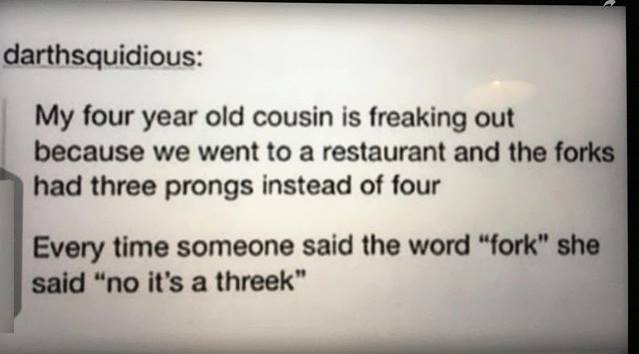 darthsquidious:
My four year old cousin is freaking out
because we went to a restaurant and the forks
had three prongs instead of four
Every time someone said the word “fork” she
said “no it's a threek”